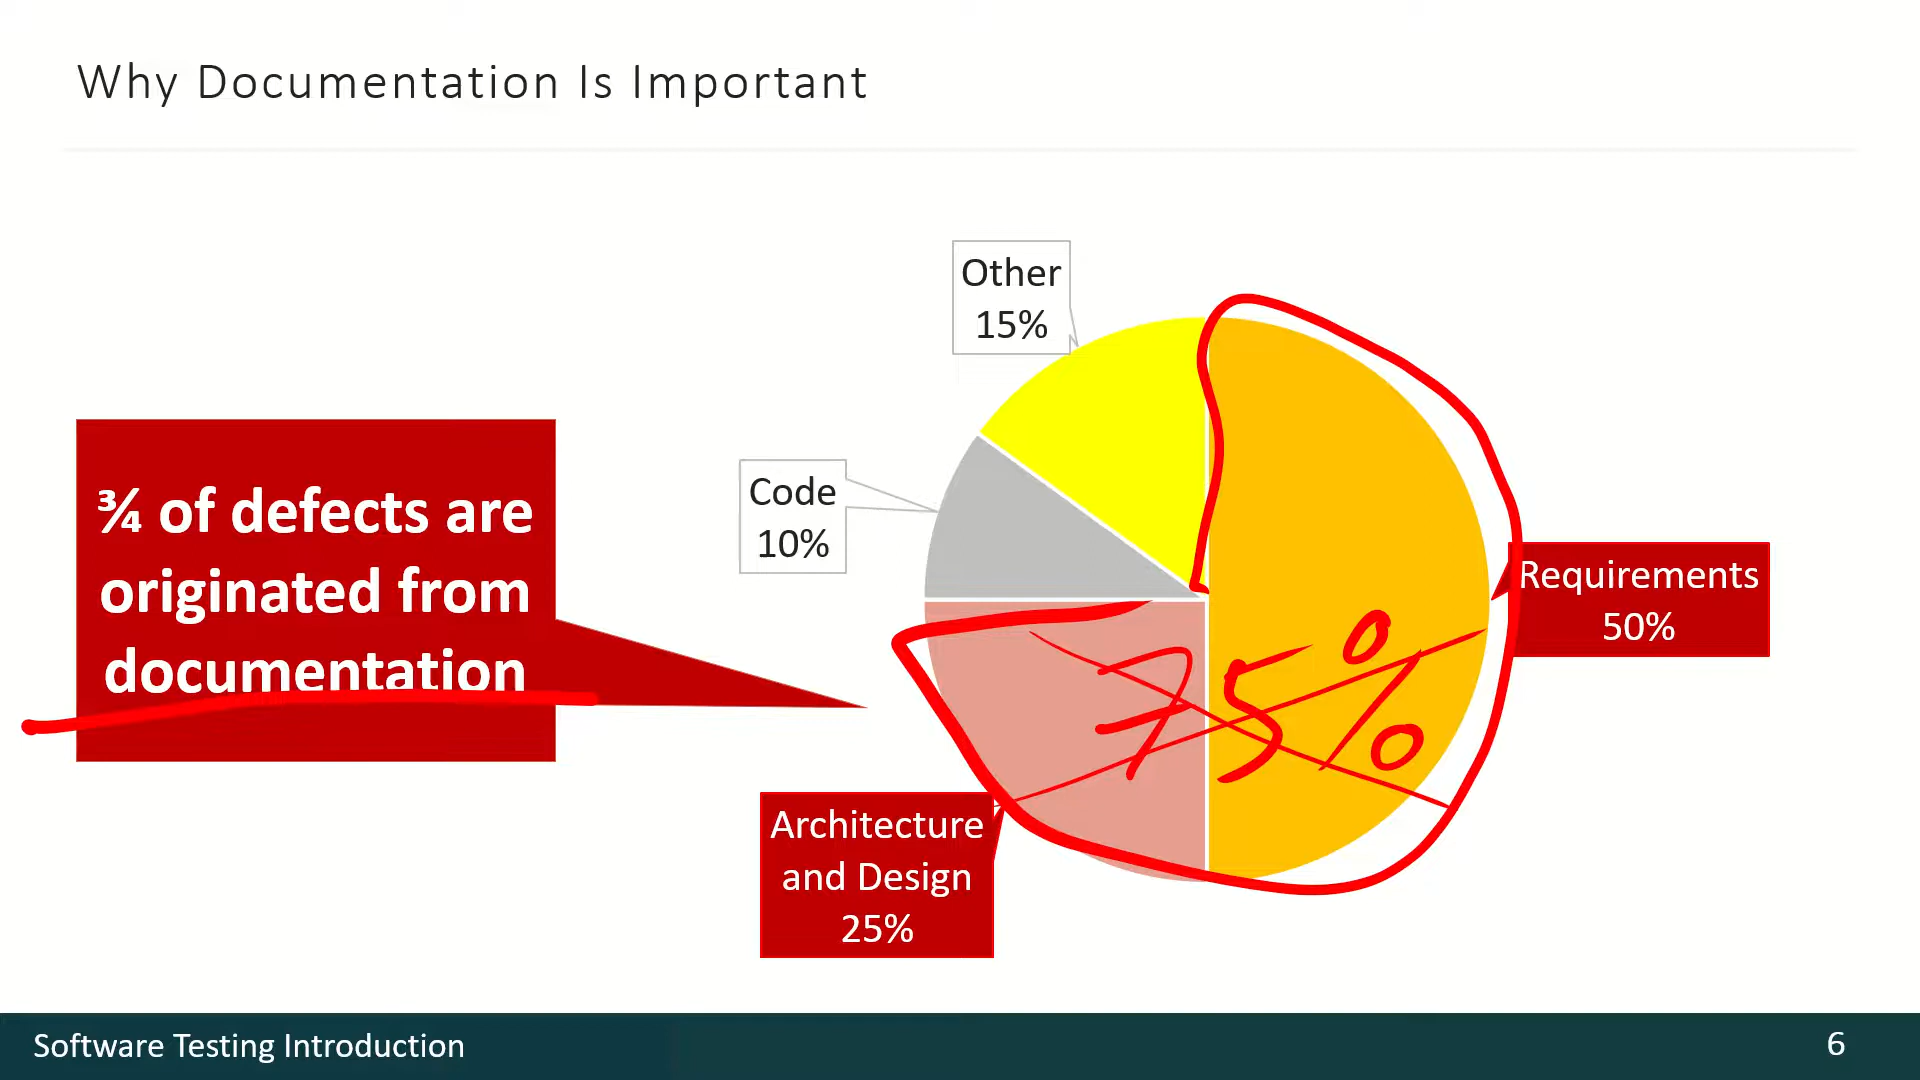 Why Documentation Is Important
Other
15%
Code
10%
¾ of defects are
originated from
documentation
Requirements
50%
75%
Architecture
and Design
25%
Software Testing Introduction
6